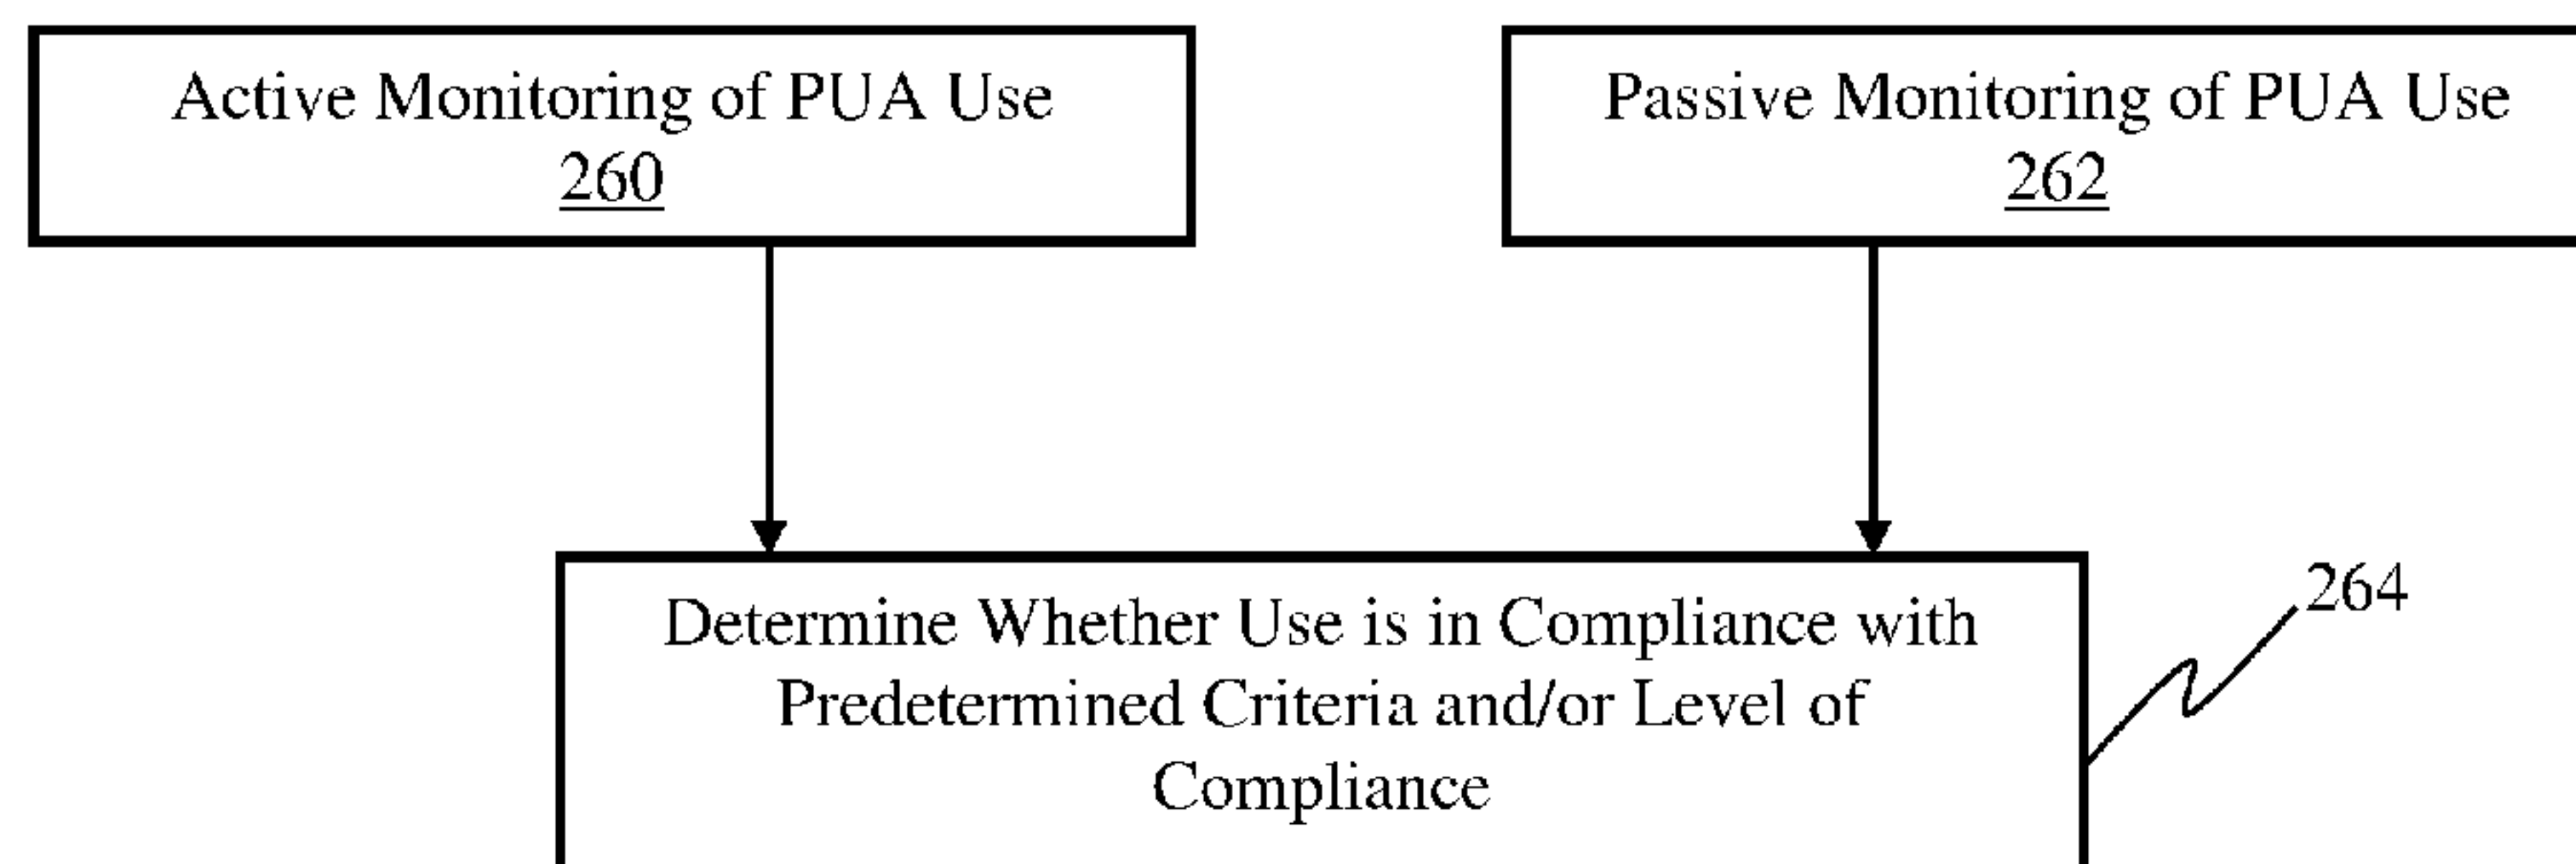 Active Monitoring of PUA Use
260
Passive Monitoring of PUA Use
262
Determine Whether Use is in Compliance with
Predetermined Criteria and/or Level of
Compliance
264